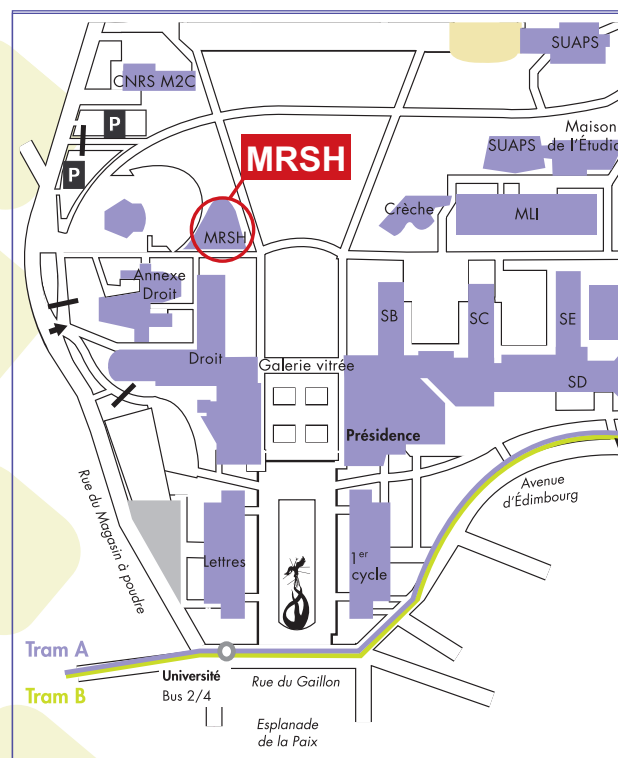 SUAPS
CNRS M2C
P
P
MRSH
SUAPS
Maison
de l'Étudia
Crèche
MLI
MRSH
Annexe
Droit
SB
SC
SE
Droit
Galerie vitrée
SD
Présidence
Avenue
d'Édimbourg
Rue du Magasin à poudre
Lettres
1er
cycle
Tram A
Tram B
Université
Bus 2/4
Rue du Gaillon
Esplanade
de la Paix